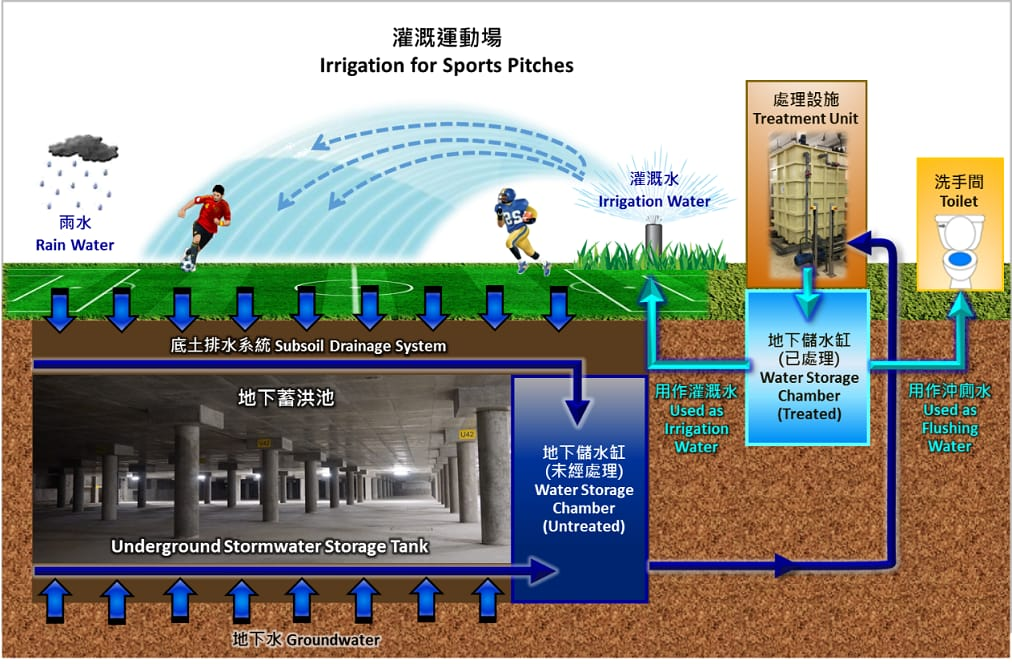 灌溉運動場
Irrigation for Sports Pitches
雨水
Rain Water
灌溉水
Irrigation Water
處理設施
Treatment Unit
洗手間
Toilet
底土排水系統 Subsoil Drainage System
地下蓄洪池
U42
U42
Underground Stormwater Storage Tank
地下儲水缸
(未經處理)
Water Storage
Chamber
(Untreated)
地下儲水缸
(已處理)
Water Storage
Chamber
(Treated)
用作灌溉水
Used as
Irrigation
Water
用作沖廁水
Used as
Flushing
Water
地下水 Groundwater
25